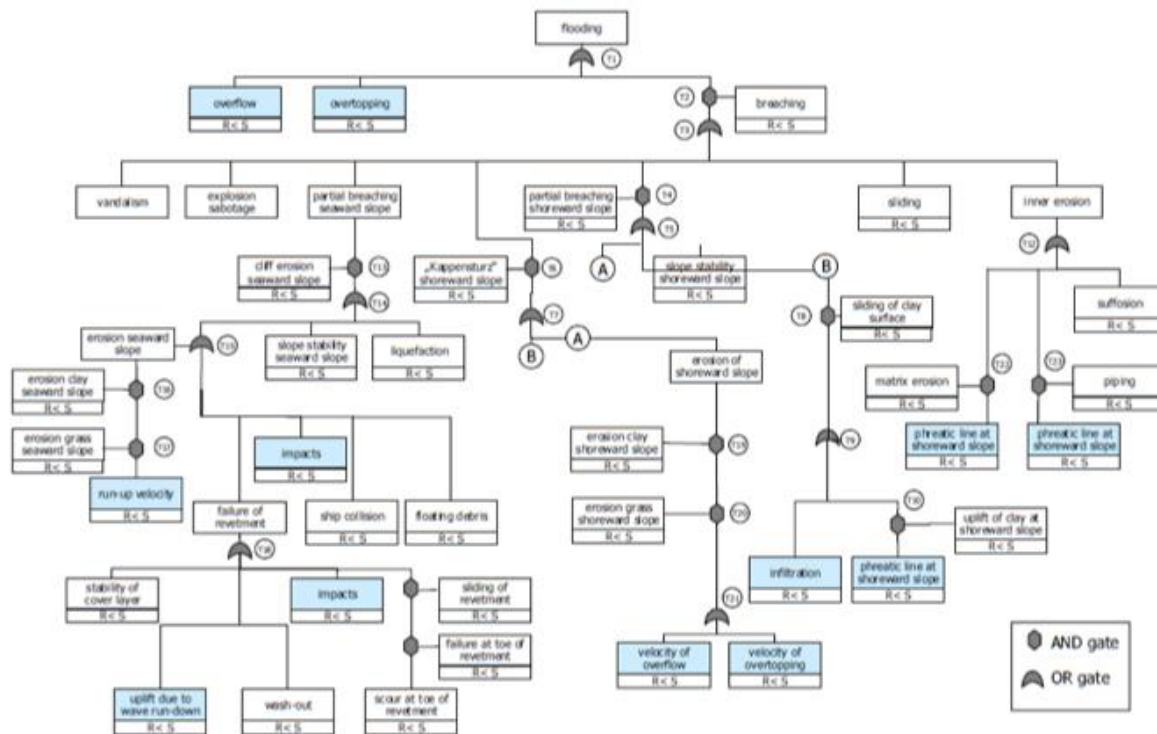 flooding
T1
overflow
R< S
overtopping
R< S
T2
breaching
R< S
T3
vandalism
explosion
sabotage
partial breaching
seaward slope
partial breaching
shoreward slope
R< S
T4
T5
sliding
R< S
inner erosion
T12
cliff erosion
seaward slope
R< S
T13
T14
„Kappensturz"
shoreward slope
R< S
T6
T7
A
B
slope stability
shoreward slope
R< S
B
T8
sliding of clay
surface
R< S
suffosion
R< S
erosion seaward
slope
T15
slope stability
seaward slope
R< S
liquefaction
R< S
A
erosion of
shoreward slope
matrix erosion
R< S
piping
R< S
erosion clay
seaward slope
R< S
erosion grass
seaward slope
R< S
T17
run-up velocity
R< S
impacts
R< S
failure of
revetment
ship collision
R< S
floating debris
R< S
erosion clay
shoreward slope
R< S
T19
erosion grass
shoreward slope
R< S
T20
T9
phreatic line at
shoreward slope
R< S
phreatic line at
shoreward slope
R< S
T10
uplift of clay at
shoreward slope
R< S
infiltration
R< S
phreatic line at
shoreward slope
R< S
stability of
cover layer
R< S
impacts
R< S
sliding of
revetment
R< S
failure at toe of
revetment
R< S
T21
velocity of
overflow
R< S
velocity of
overtopping
R< S
uplift due to
wave run-down
R< S
wash-out
R< S
scour at toe of
revetment
R< S
AND gate
OR gate